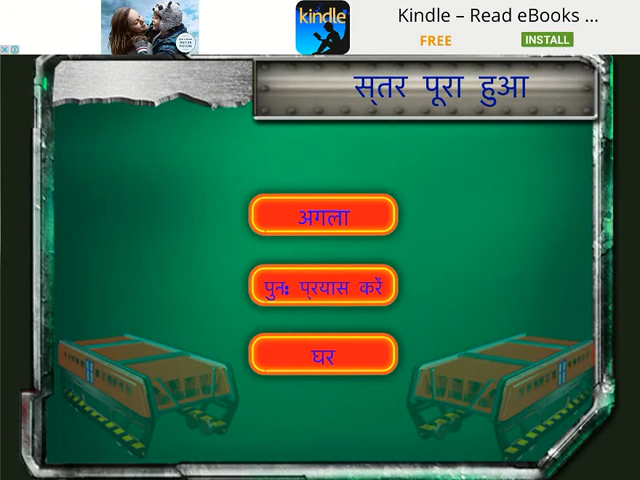 kindle
Kindle – Read eBooks ...
FREE
INSTALL
स्तर पूरा हुआ
अगला
पुनः प्रयास करें
घर